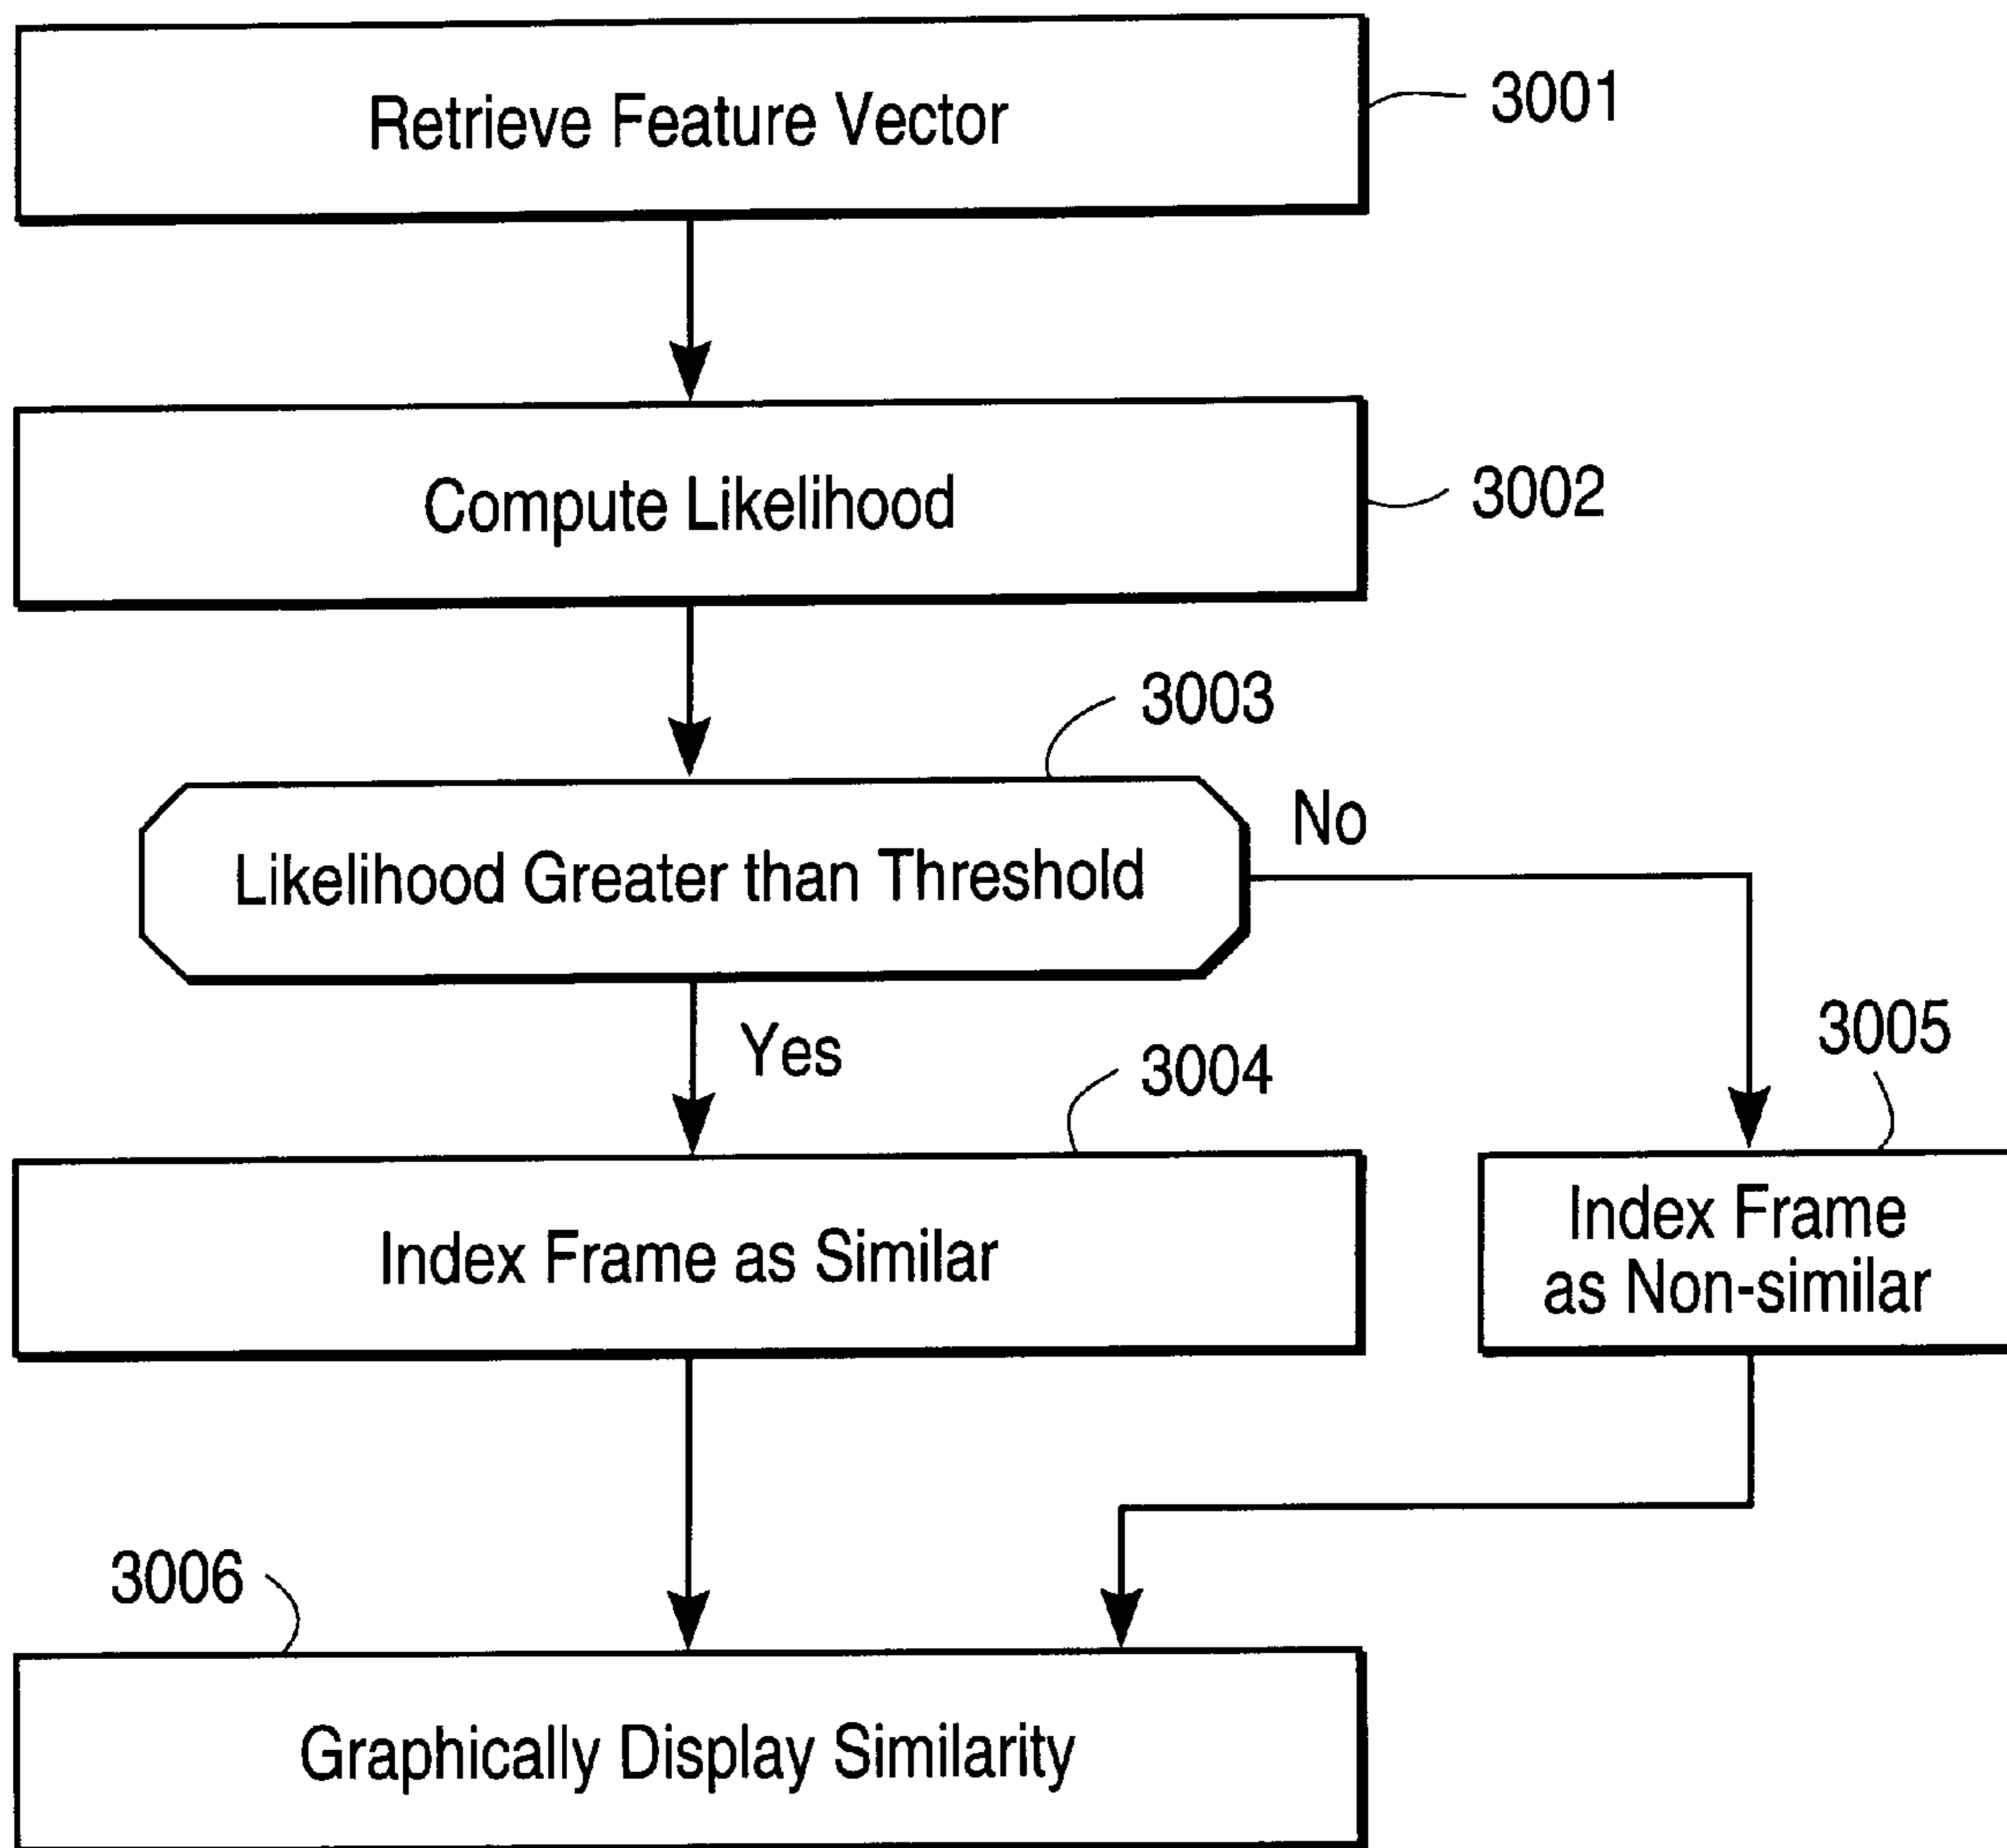 Retrieve Feature Vector
3001
Compute Likelihood
3002
3003
Likelihood Greater than Threshold
No
Yes
3004
3005
Index Frame as Similar
Index Frame
as Non-similar
3006
Graphically Display Similarity